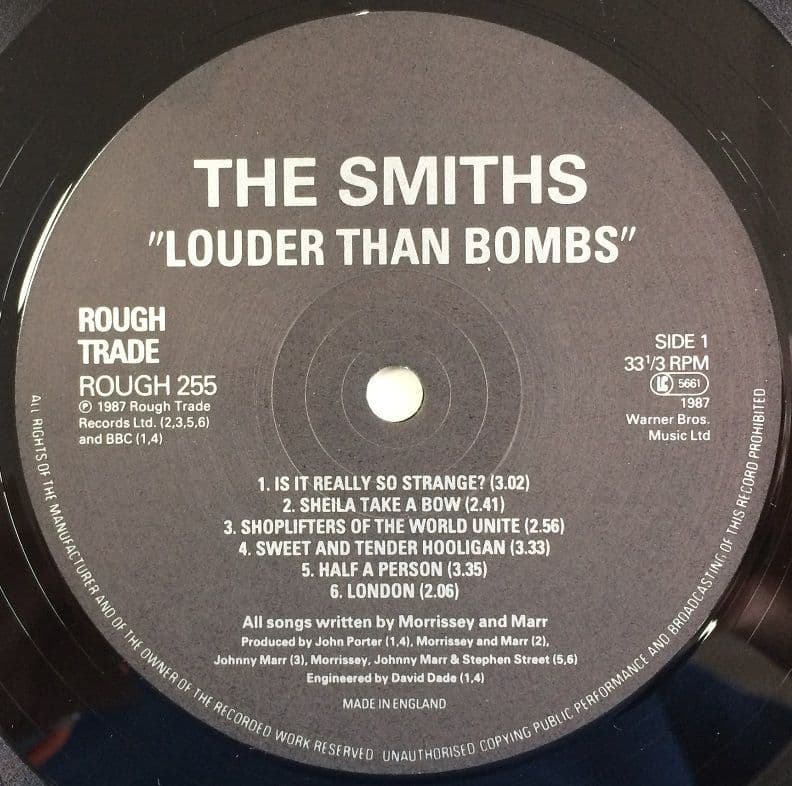 THE SMITHS
"LOUDER THAN BOMBS"
ROUGH
TRADE
ROUGH 255
℗ 1987 Rough Trade
Records Ltd. (2,3,5,6)
and BBC (1,4)
SIDE 1
33¹/3 RPM
LC 5661
1987
Warner Bros.
Music Ltd
1. IS IT REALLY SO STRANGE? (3.02)
2. SHEILA TAKE A BOW (2.41)
3. SHOPLIFTERS OF THE WORLD UNITE (2.56)
4. SWEET AND TENDER HOOLIGAN (3.33)
5. HALF A PERSON (3.35)
6. LONDON (2.06)
All songs written by Morrissey and Marr
Produced by John Porter (1,4), Morrissey and Marr (2),
Johnny Marr (3), Morrissey, Johnny Marr & Stephen Street (5,6)
Engineered by David Dade (1,4)
MADE IN ENGLAND
ALL RIGHTS OF THE MANUFACTURER AND OF THE OWNER OF THE RECORDED WORK RESERVED UNAUTHORISED COPYING PUBLIC PERFORMANCE AND BROADCASTING OF THIS RECORD PROHIBITED